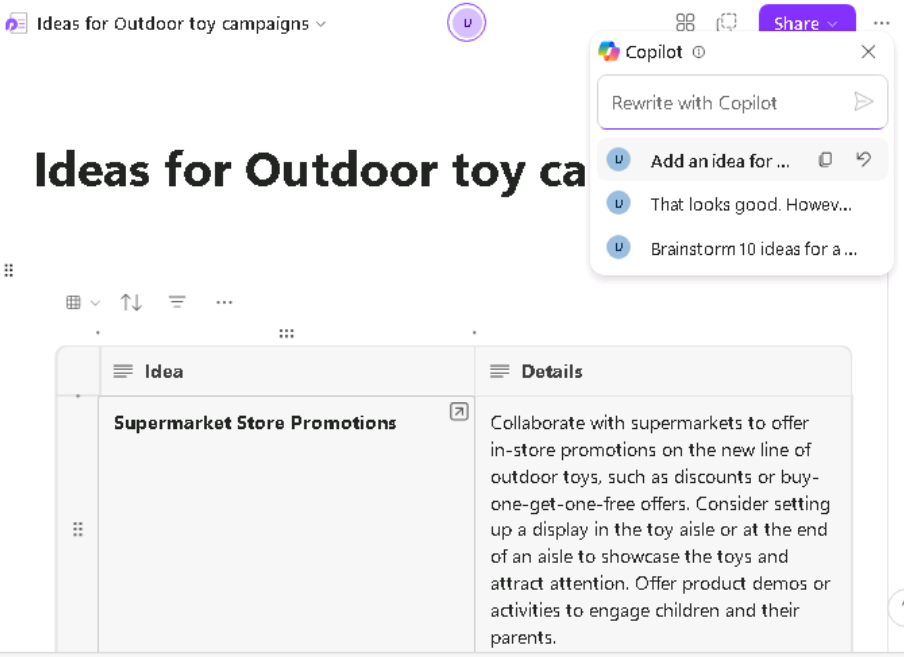 Ideas for Outdoor toy campaigns
U
Share
Copilot
Rewrite with Copilot
U Add an idea for ...
U That looks good. Howev...
U Brainstorm 10 ideas for a ...
Ideas for Outdoor toy ca
Idea
Details
Supermarket Store Promotions
Collaborate with supermarkets to offer
in-store promotions on the new line of
outdoor toys, such as discounts or buy-
one-get-one-free offers. Consider setting
up a display in the toy aisle or at the end
of an aisle to showcase the toys and
attract attention. Offer product demos or
activities to engage children and their
parents.